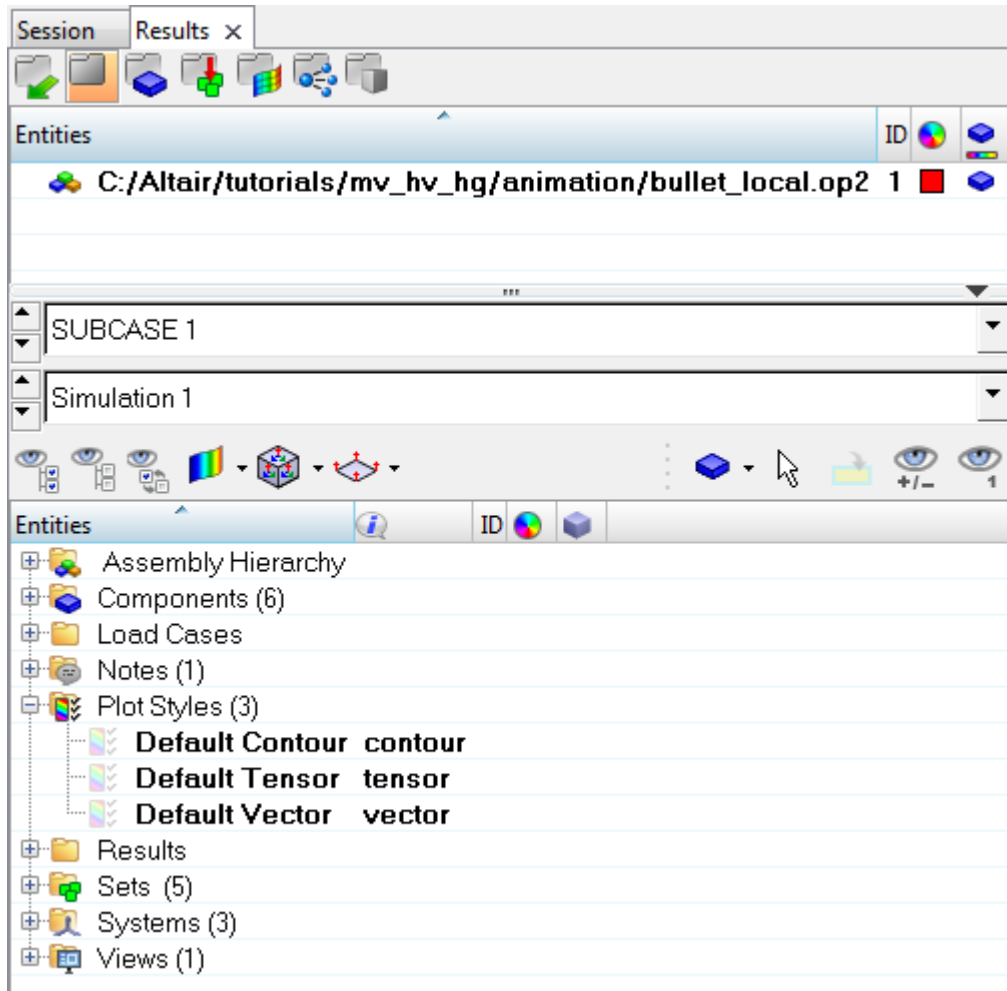 Session Results ×
Entities ID
C:/Altair/tutorials/mv_hv_hg/animation/bullet_local.op2 1
SUBCASE 1
Simulation 1
+/- 1
Entities ID
Assembly Hierarchy
Components (6)
Load Cases
Notes (1)
Plot Styles (3)
Default Contour contour
Default Tensor tensor
Default Vector vector
Results
Sets (5)
Systems (3)
Views (1)